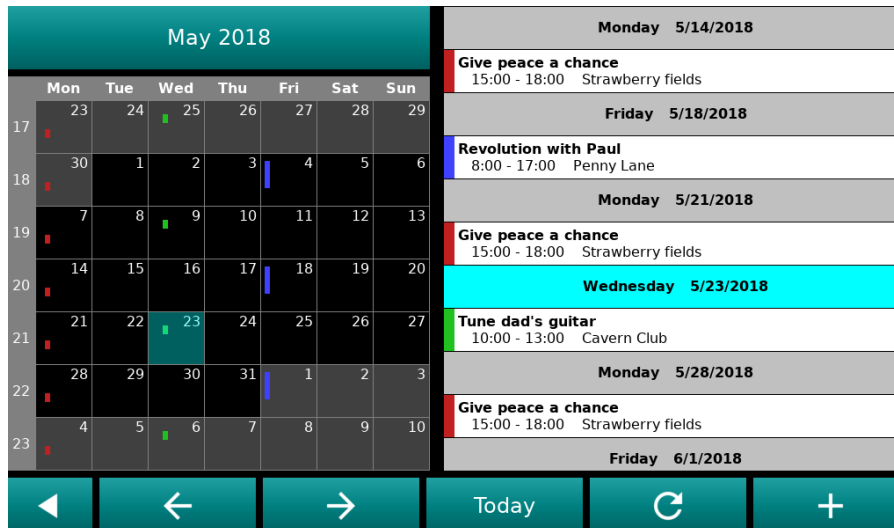 May 2018
Mon Tue Wed Thu Fri Sat Sun
17 23 24 25 26 27 28 29
18 30 1 2 3 4 5 6
19 7 8 9 10 11 12 13
20 14 15 16 17 18 19 20
21 21 22 23 24 25 26 27
22 28 29 30 31 1 2 3
23 4 5 6 7 8 9 10
Monday 5/14/2018
Give peace a chance
15:00 - 18:00 Strawberry fields
Friday 5/18/2018
Revolution with Paul
8:00 - 17:00 Penny Lane
Monday 5/21/2018
Give peace a chance
15:00 - 18:00 Strawberry fields
Wednesday 5/23/2018
Tune dad's guitar
10:00 - 13:00 Cavern Club
Monday 5/28/2018
Give peace a chance
15:00 - 18:00 Strawberry fields
Friday 6/1/2018
Today